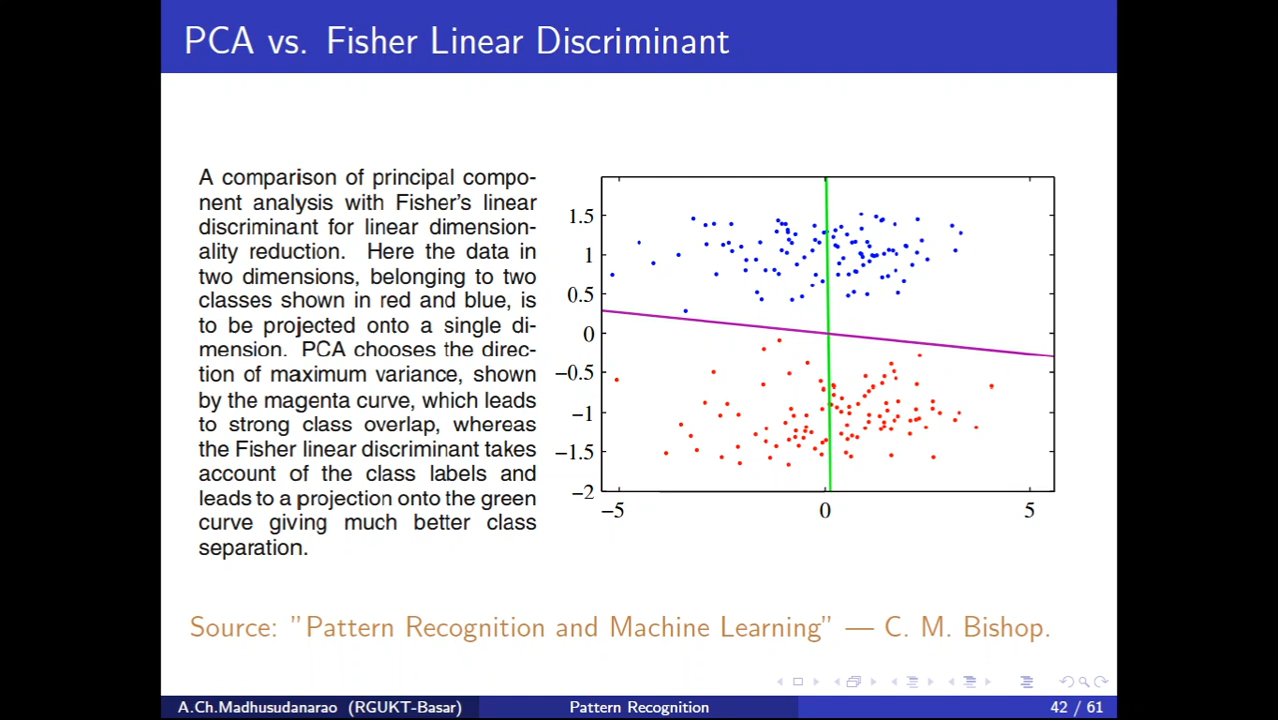 PCA vs. Fisher Linear Discriminant
A comparison of principal compo-
nent analysis with Fisher's linear
discriminant for linear dimension-
ality reduction. Here the data in
two dimensions, belonging to two
classes shown in red and blue, is
to be projected onto a single di-
mension. PCA chooses the direc-
tion of maximum variance, shown
by the magenta curve, which leads
to strong class overlap, whereas
the Fisher linear discriminant takes
account of the class labels and
leads to a projection onto the green
curve giving much better class
separation.
1.5
1
0.5
0
−0.5
−1
−1.5
−2
−5 0 5
Source: "Pattern Recognition and Machine Learning" — C. M. Bishop.
A.Ch.Madhusudanarao (RGUKT-Basar) Pattern Recognition 42 / 61